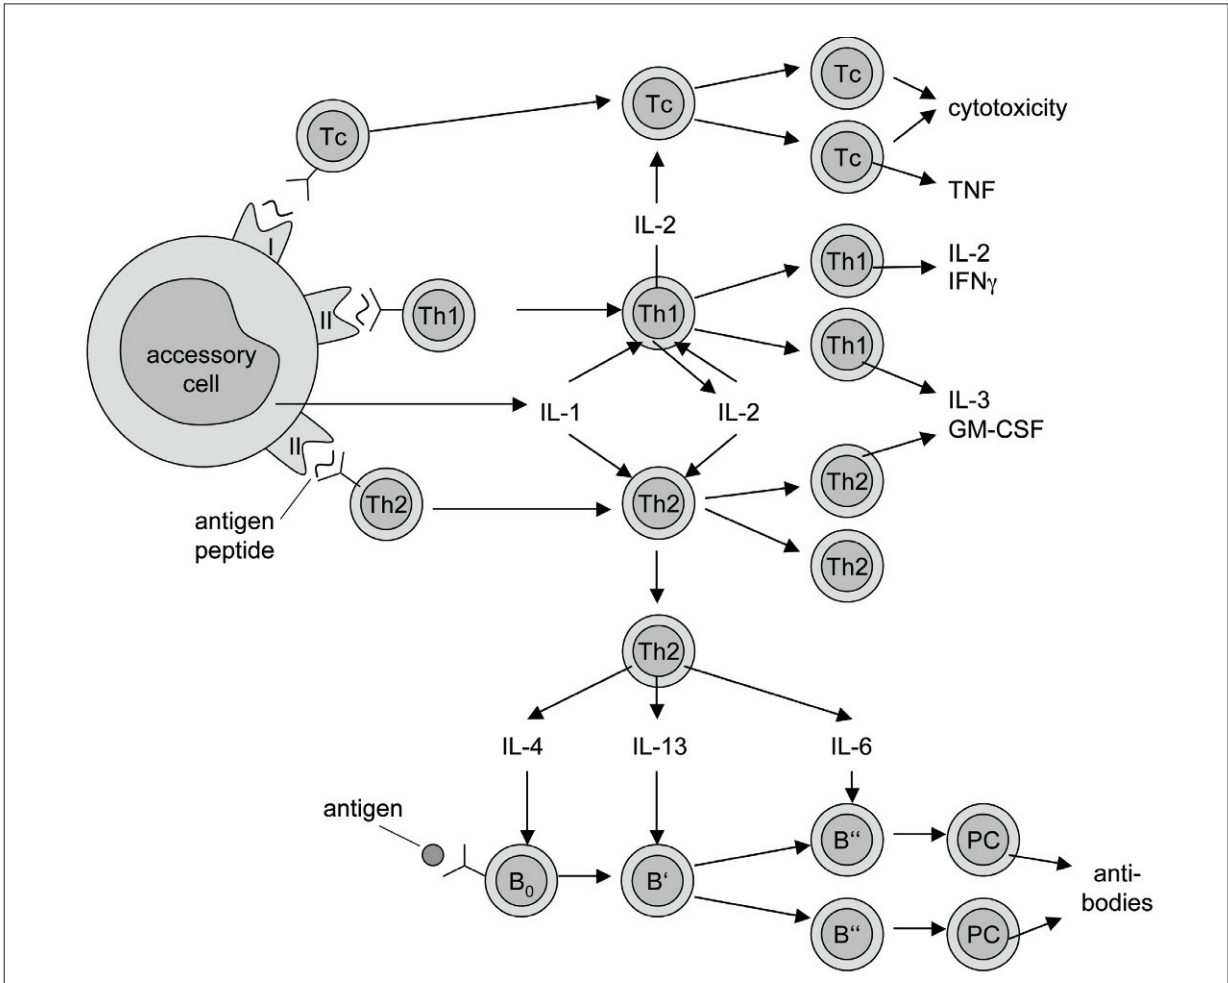 Tc
Tc
Tc
cytotoxicity
Tc
TNF
I
IL-2
II
Th1
Th1
Th1
IL-2
IFNγ
Th1
accessory
cell
IL-1
IL-2
IL-3
GM-CSF
II
antigen
peptide
Th2
Th2
Th2
Th2
Th2
IL-4
IL-13
IL-6
antigen
B₀
B‘
B“
PC
B“
PC
anti-
bodies